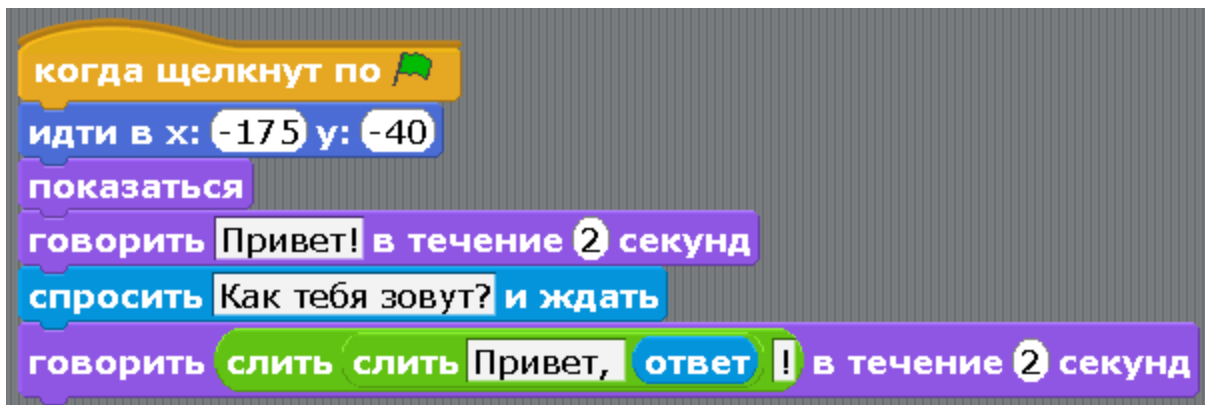 когда щелкнут по
идти в x: -175 y: -40
показаться
говорить Привет! в течение 2 секунд
спросить Как тебя зовут? и ждать
говорить слить слить Привет, ответ ! в течение 2 секунд